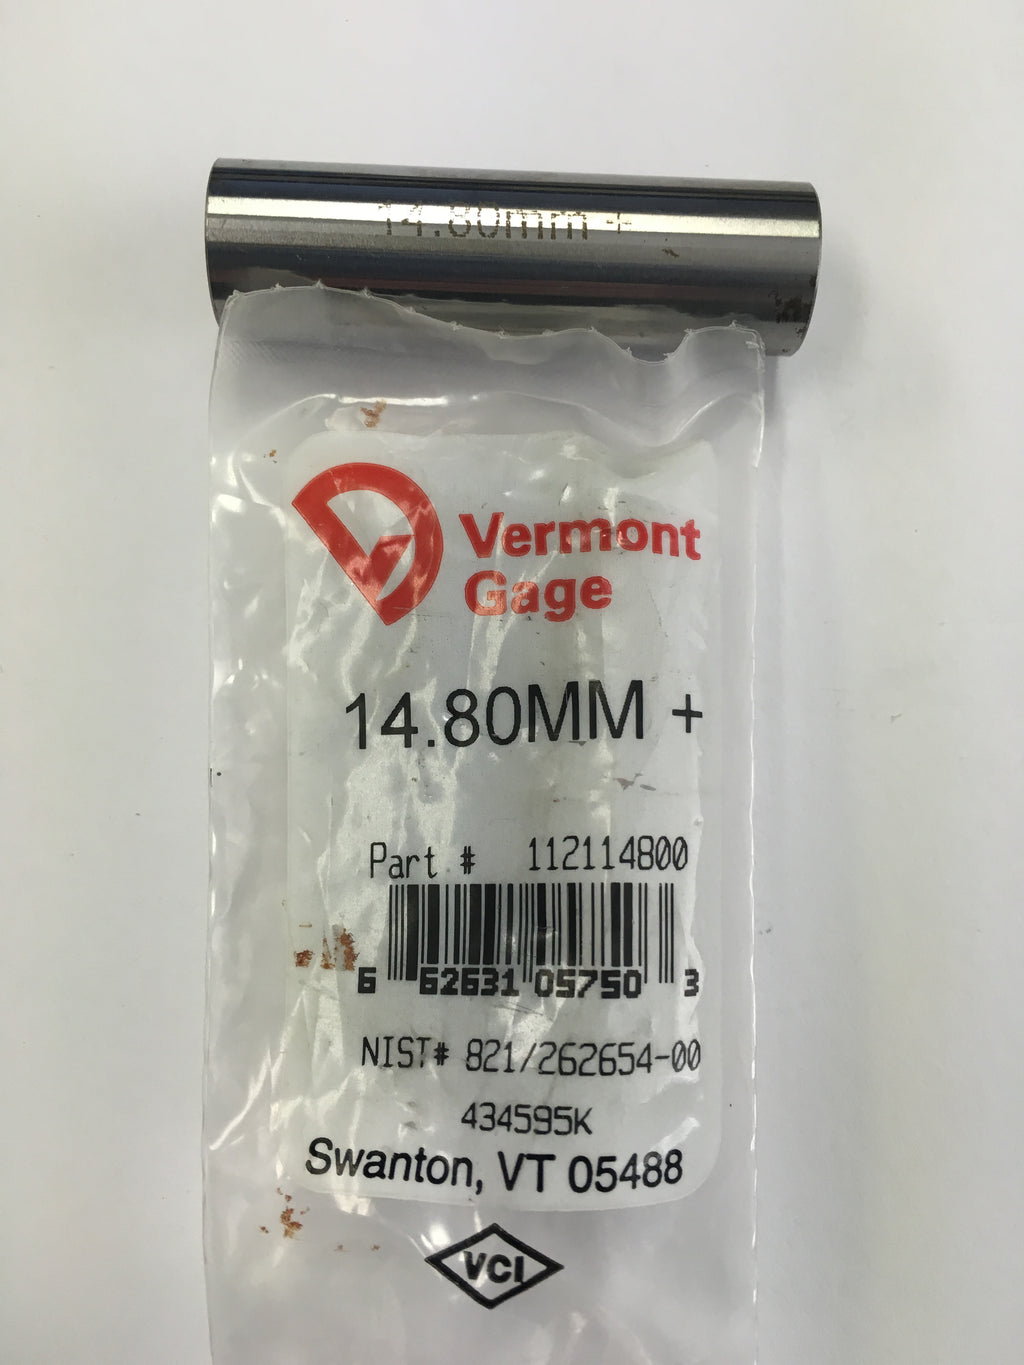 14.80mm +
Vermont
Gage
14.80MM +
Part # 112114800
6 62631 05750 3
NIST# 821/262654-00
434595K
Swanton, VT 05488
VCI